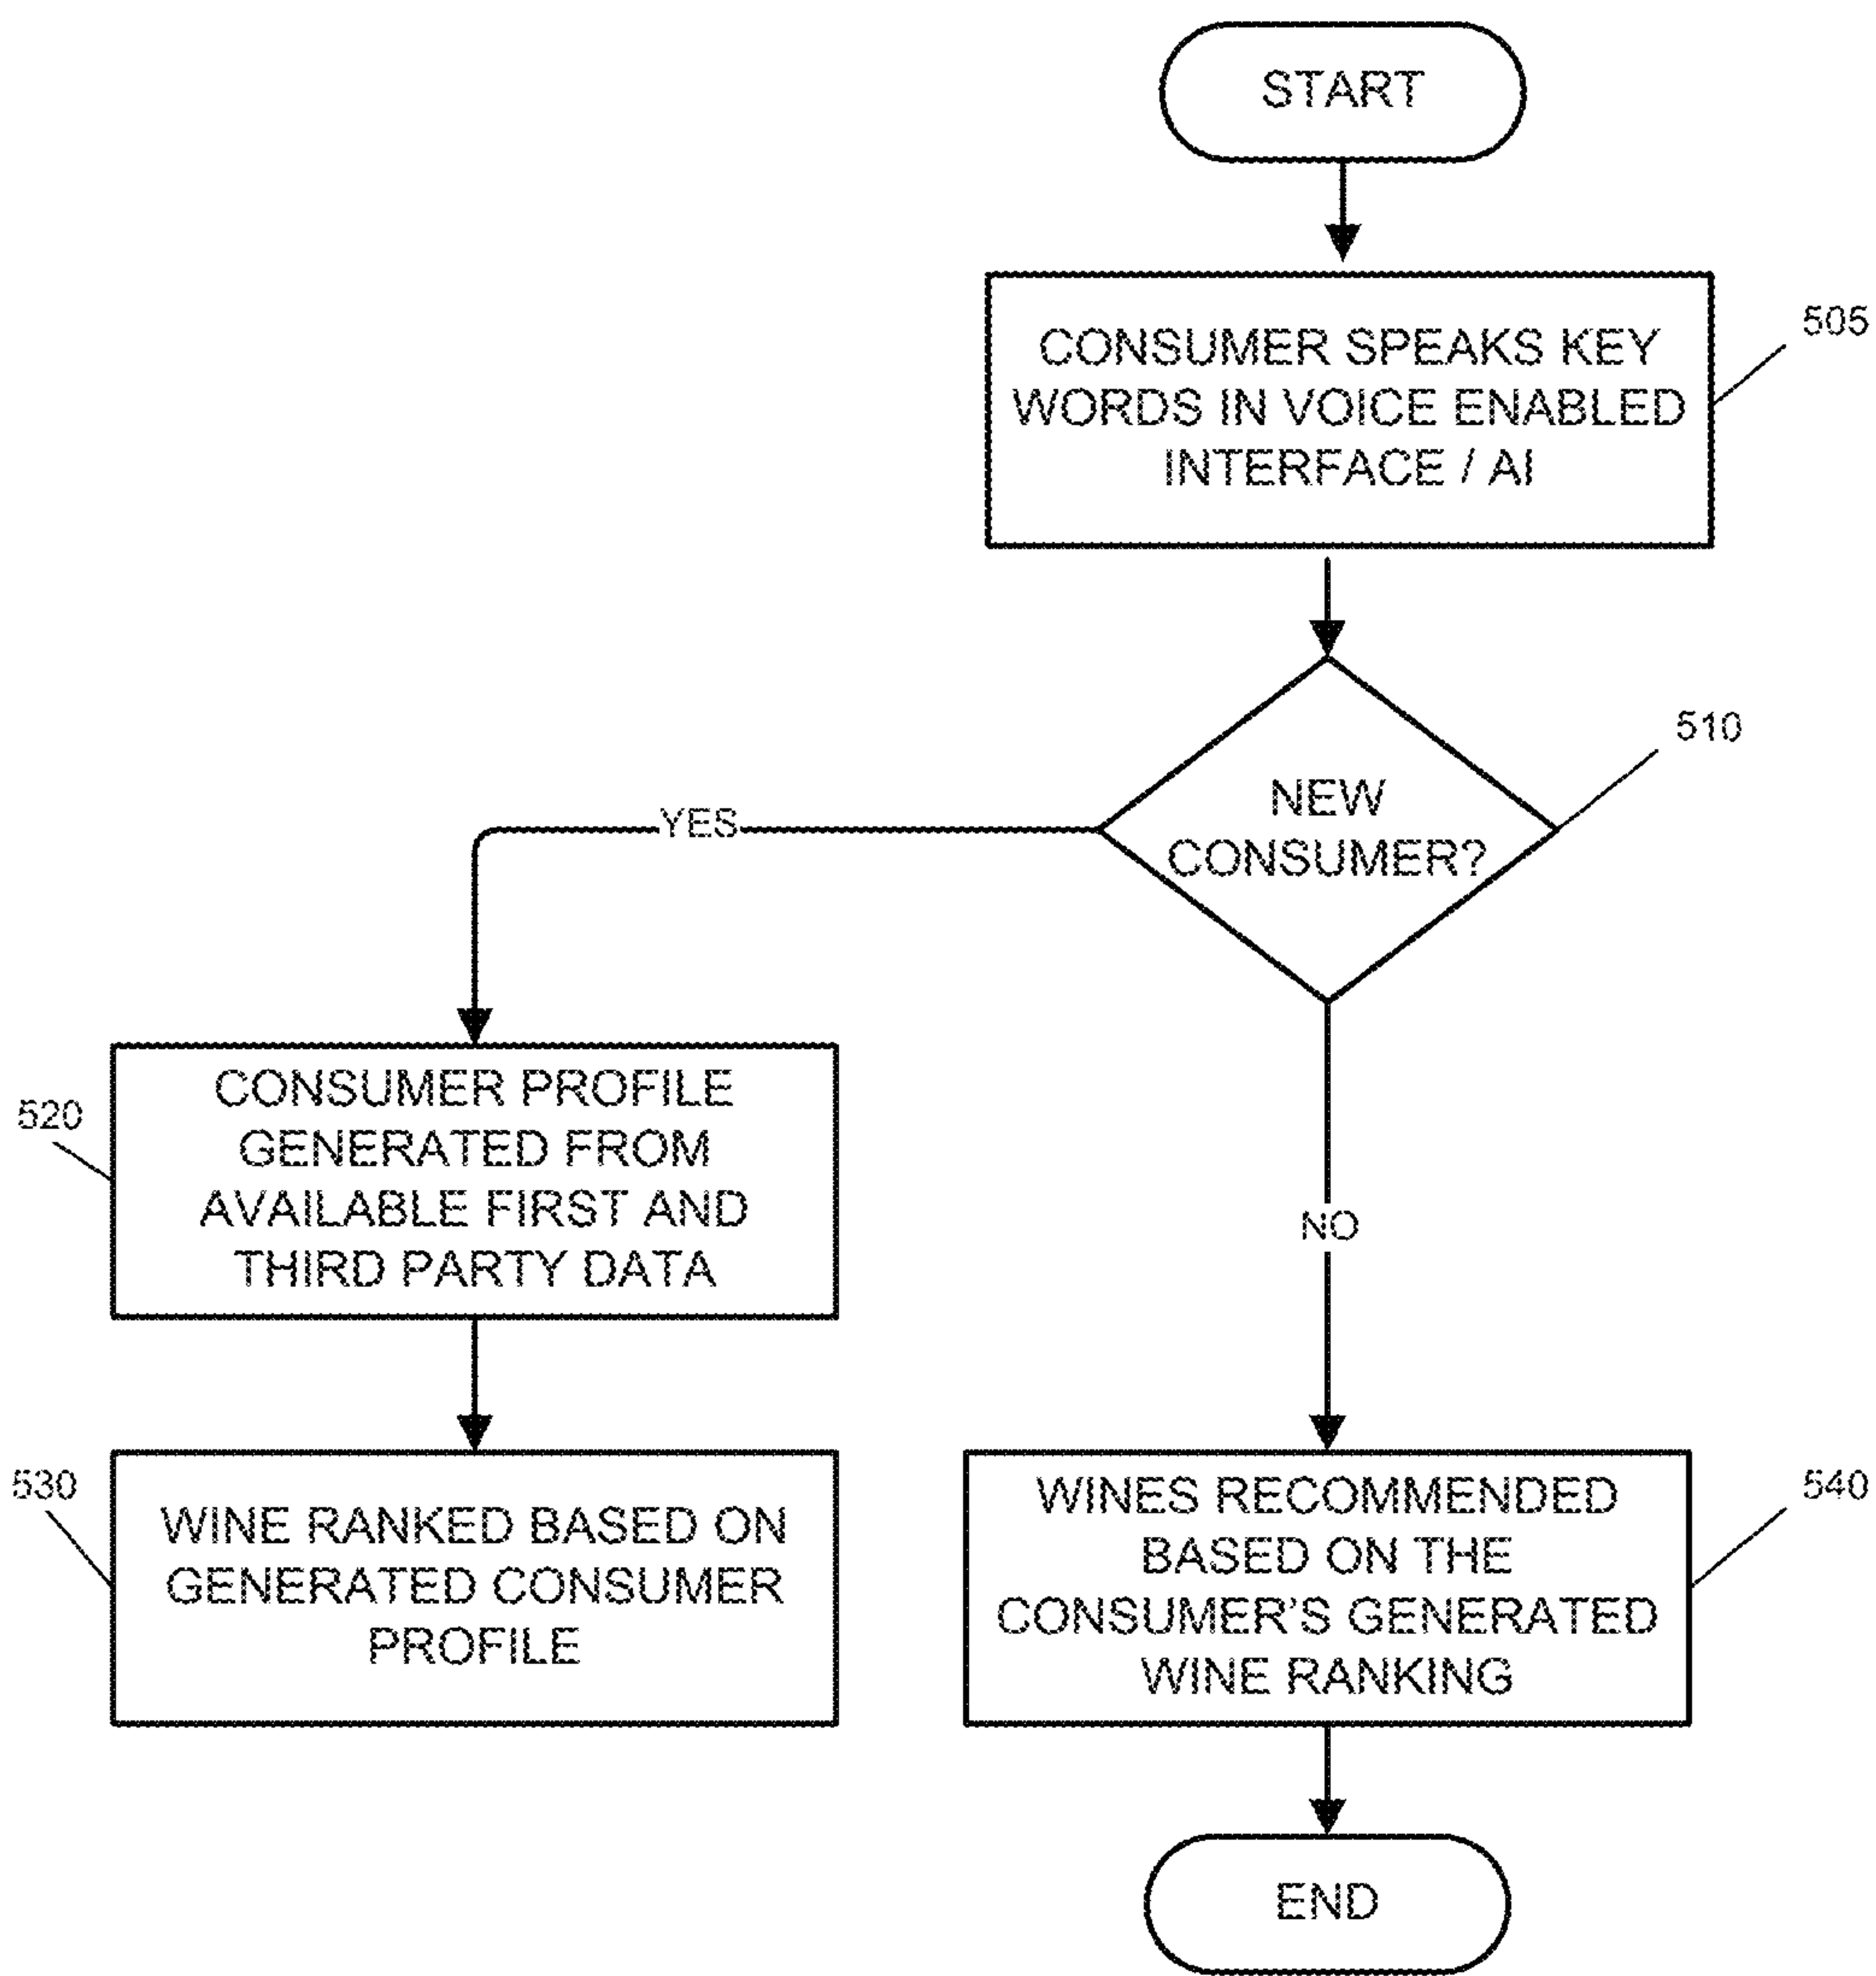 START
CONSUMER SPEAKS KEY
WORDS IN VOICE ENABLED
INTERFACE / AI
505
NEW
CONSUMER?
510
YES
NO
CONSUMER PROFILE
GENERATED FROM
AVAILABLE FIRST AND
THIRD PARTY DATA
520
WINE RANKED BASED ON
GENERATED CONSUMER
PROFILE
530
WINES RECOMMENDED
BASED ON THE
CONSUMER'S GENERATED
WINE RANKING
540
END